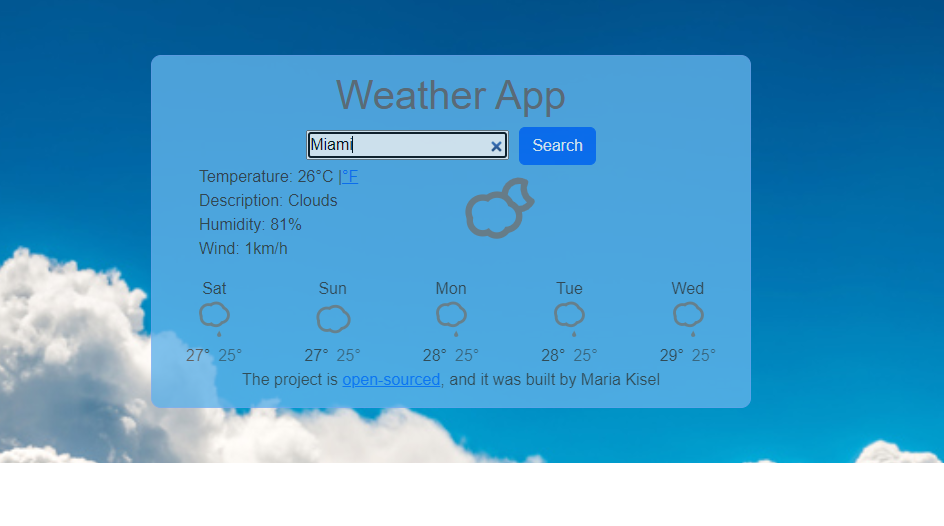 Weather App
Miami
Search
Temperature: 26°C |°F
Description: Clouds
Humidity: 81%
Wind: 1km/h
Sat Sun Mon Tue Wed
27° 25° 27° 25° 28° 25° 28° 25° 29° 25°
The project is open-sourced, and it was built by Maria Kisel